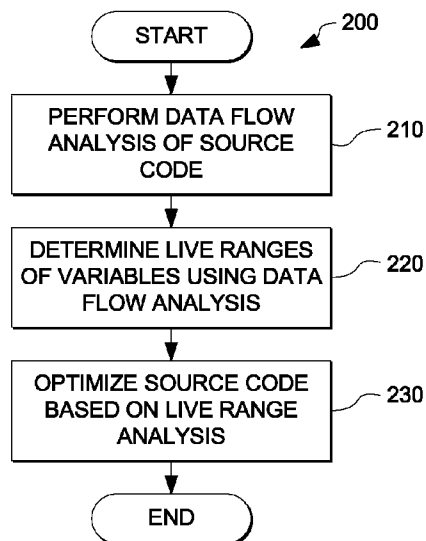 START
200
PERFORM DATA FLOW
ANALYSIS OF SOURCE
CODE
210
DETERMINE LIVE RANGES
OF VARIABLES USING DATA
FLOW ANALYSIS
220
OPTIMIZE SOURCE CODE
BASED ON LIVE RANGE
ANALYSIS
230
END